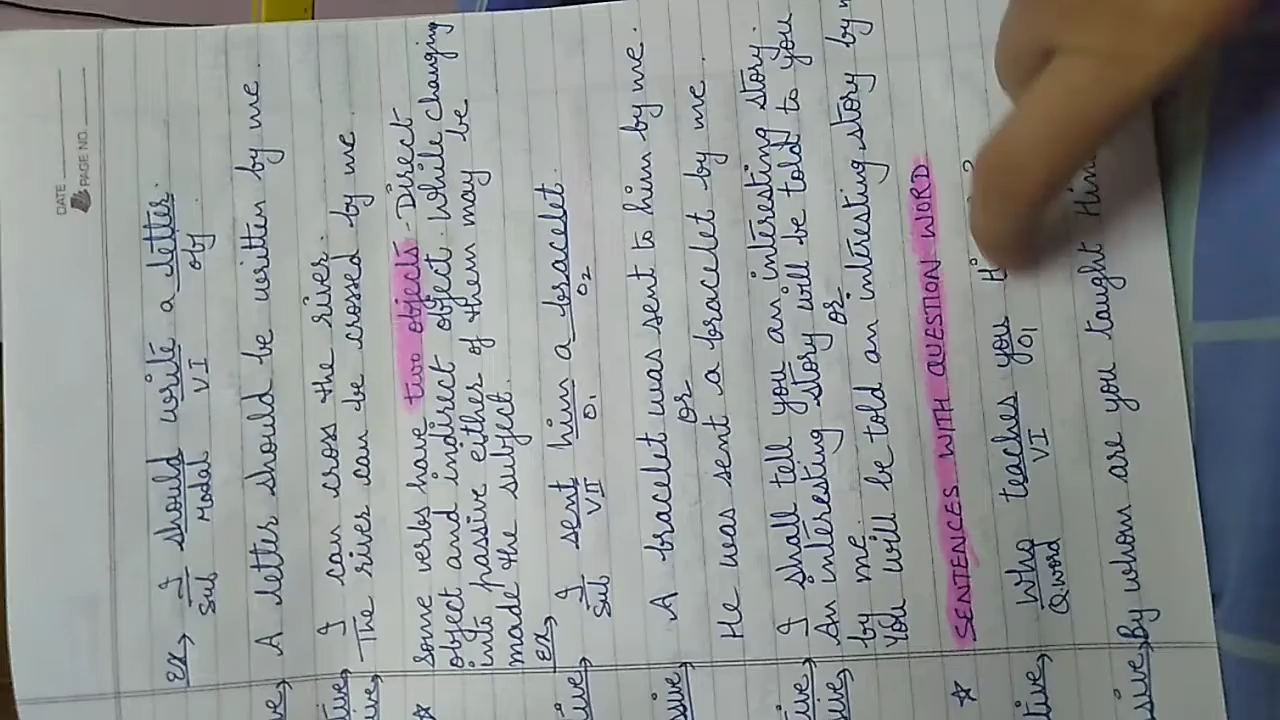 DATE
PAGE NO.
Ex→ I should write a letter.
Sub Modal VI obj
A letter should be written by me.
I can cross the river.
The river can be crossed by me
☆ Some verbs have two objects - Direct
object and indirect object. While changing
into passive either of them may be
made the subject.
Ex→ I sent him a bracelet.
Sub VII O1 O2
A bracelet was sent to him by me.
or
He was sent a bracelet by me.
I shall tell you an interesting story.
An interesting story will be told to you
by me. or
You will be told an interesting story by
☆ SENTENCES WITH QUESTION WORD
Who teaches you ?
Q word VI O1
By whom are you taught